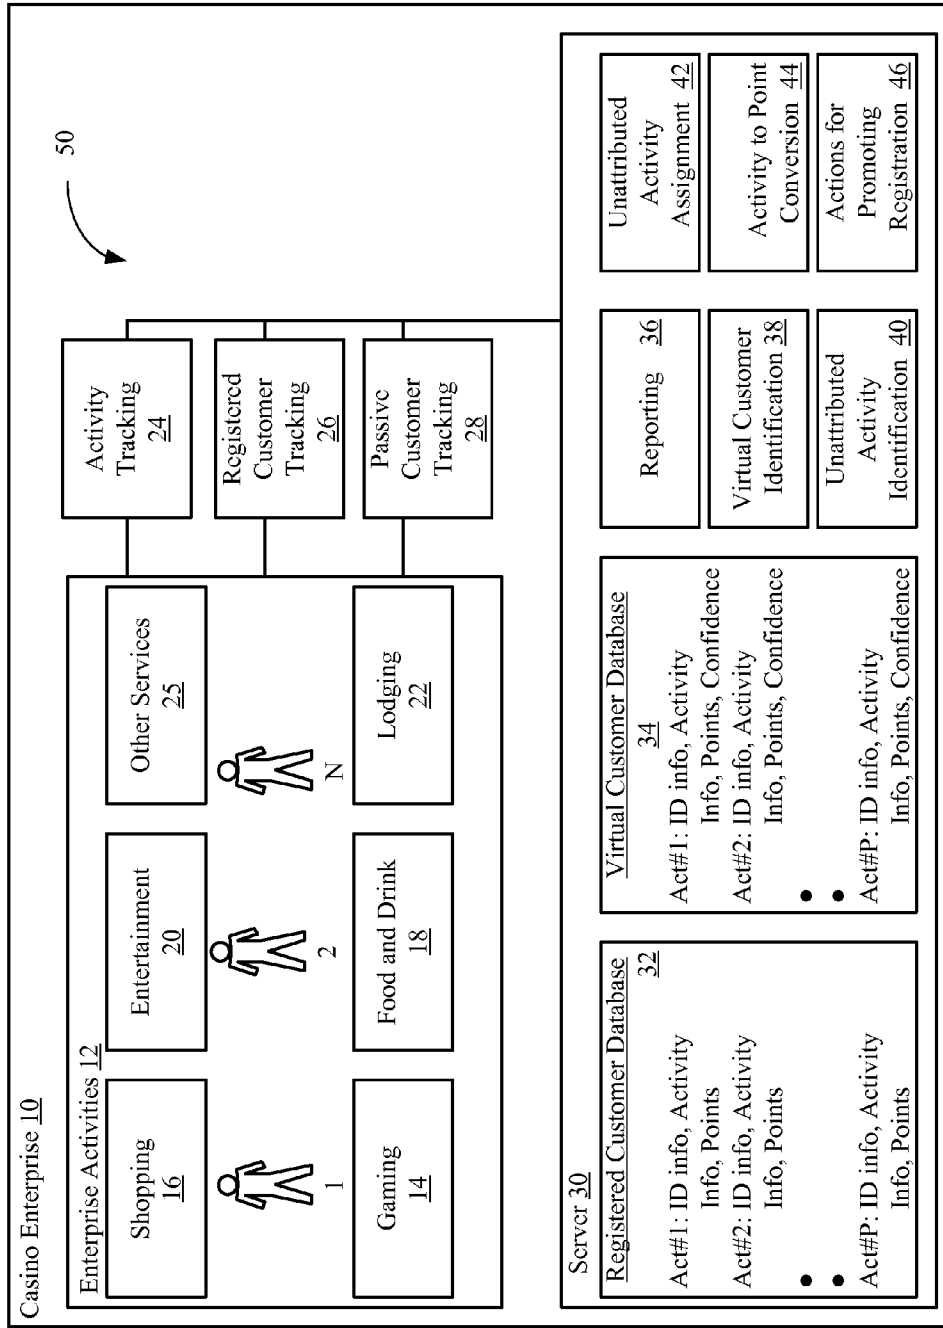 Casino Enterprise 10
50
Enterprise Activities 12
Shopping
16
Entertainment
20
Other Services
25
1
2
N
Gaming
14
Food and Drink
18
Lodging
22
Activity
Tracking
24
Registered
Customer
Tracking
26
Passive
Customer
Tracking
28
Server 30
Registered Customer Database
32
Act#1: ID info, Activity
Info, Points
Act#2: ID info, Activity
Info, Points
Act#P: ID info, Activity
Info, Points
Virtual Customer Database
34
Act#1: ID info, Activity
Info, Points, Confidence
Act#2: ID info, Activity
Info, Points, Confidence
Act#P: ID info, Activity
Info, Points, Confidence
Reporting
36
Virtual Customer
Identification 38
Unattributed
Activity
Identification 40
Unattributed
Activity
Assignment 42
Activity to Point
Conversion 44
Actions for
Promoting
Registration 46